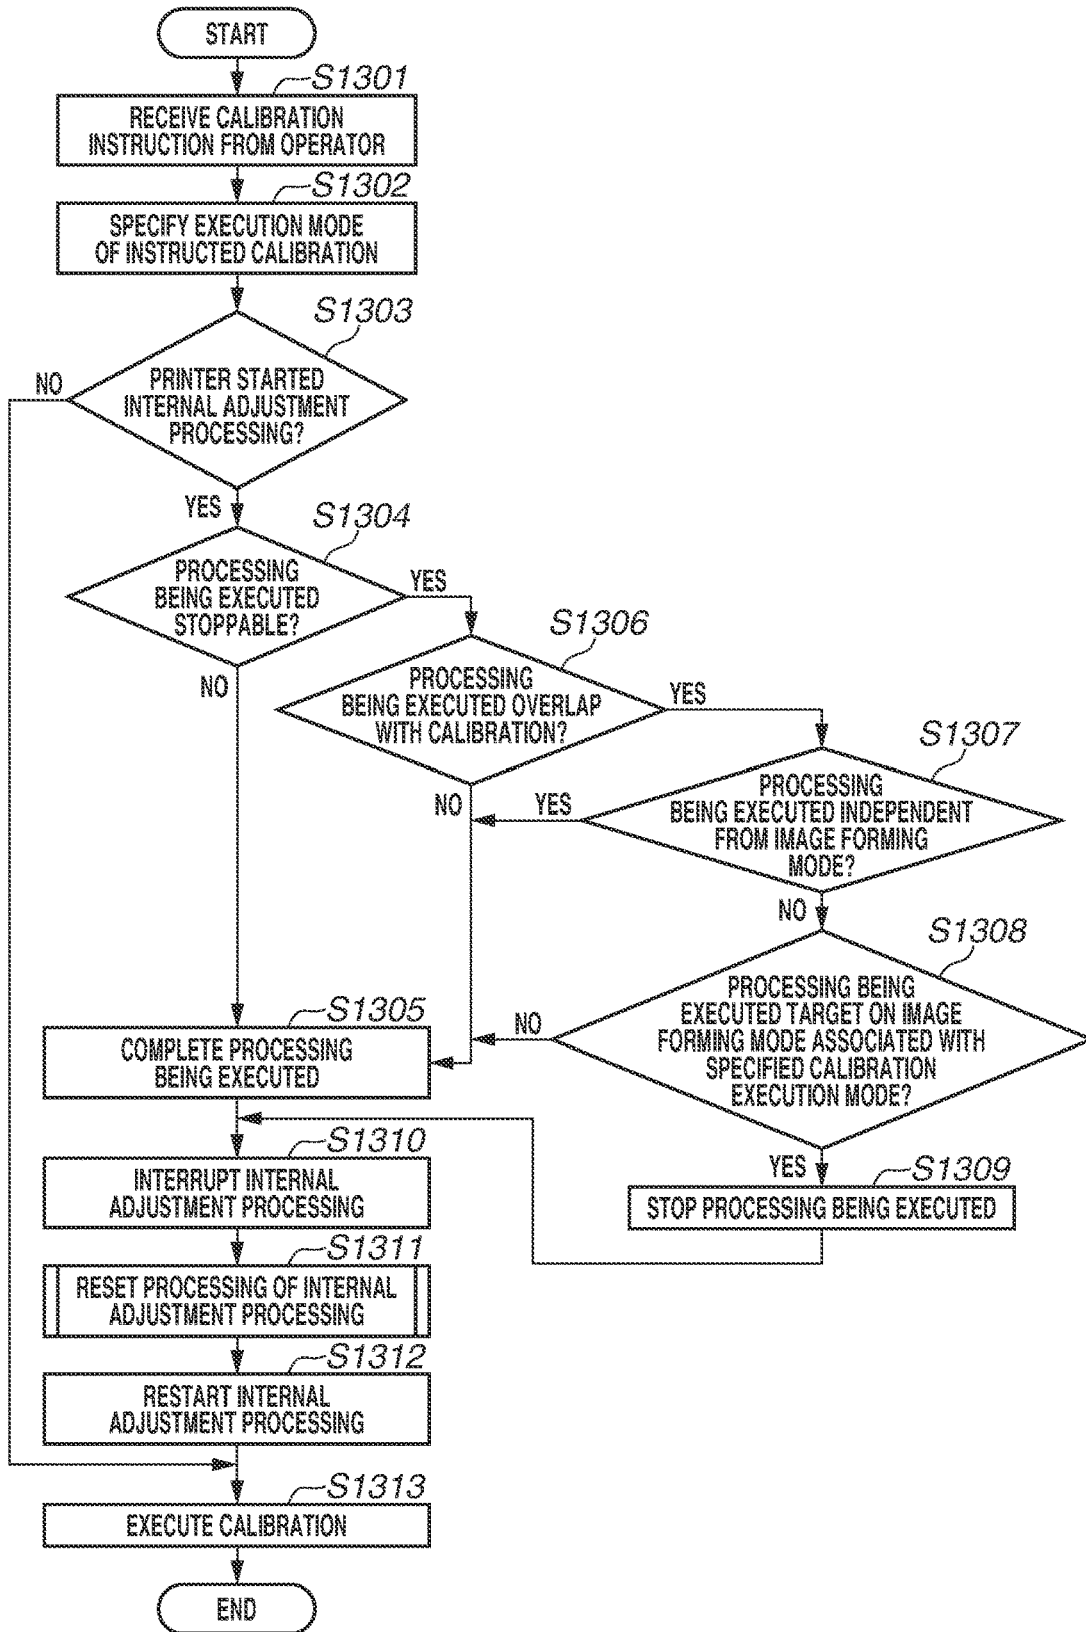 START
S1301
RECEIVE CALIBRATION
INSTRUCTION FROM OPERATOR
S1302
SPECIFY EXECUTION MODE
OF INSTRUCTED CALIBRATION
S1303
NO
PRINTER STARTED
INTERNAL ADJUSTMENT
PROCESSING?
YES
S1304
PROCESSING
BEING EXECUTED
STOPPABLE?
YES
NO
S1306
PROCESSING
BEING EXECUTED OVERLAP
WITH CALIBRATION?
YES
NO
S1307
PROCESSING
BEING EXECUTED INDEPENDENT
FROM IMAGE FORMING
MODE?
YES
NO
S1308
PROCESSING BEING
EXECUTED TARGET ON IMAGE
FORMING MODE ASSOCIATED WITH
SPECIFIED CALIBRATION
EXECUTION MODE?
NO
YES
S1305
COMPLETE PROCESSING
BEING EXECUTED
S1309
STOP PROCESSING BEING EXECUTED
S1310
INTERRUPT INTERNAL
ADJUSTMENT PROCESSING
S1311
RESET PROCESSING OF INTERNAL
ADJUSTMENT PROCESSING
S1312
RESTART INTERNAL
ADJUSTMENT PROCESSING
S1313
EXECUTE CALIBRATION
END